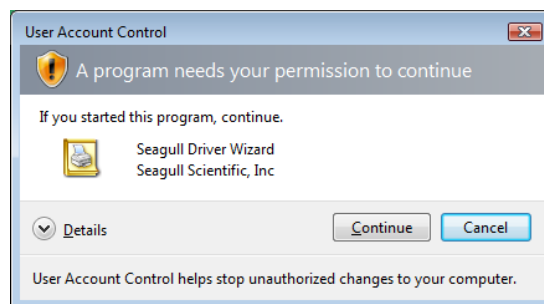 User Account Control
A program needs your permission to continue
If you started this program, continue.
Seagull Driver Wizard
Seagull Scientific, Inc
Details
Continue
Cancel
User Account Control helps stop unauthorized changes to your computer.